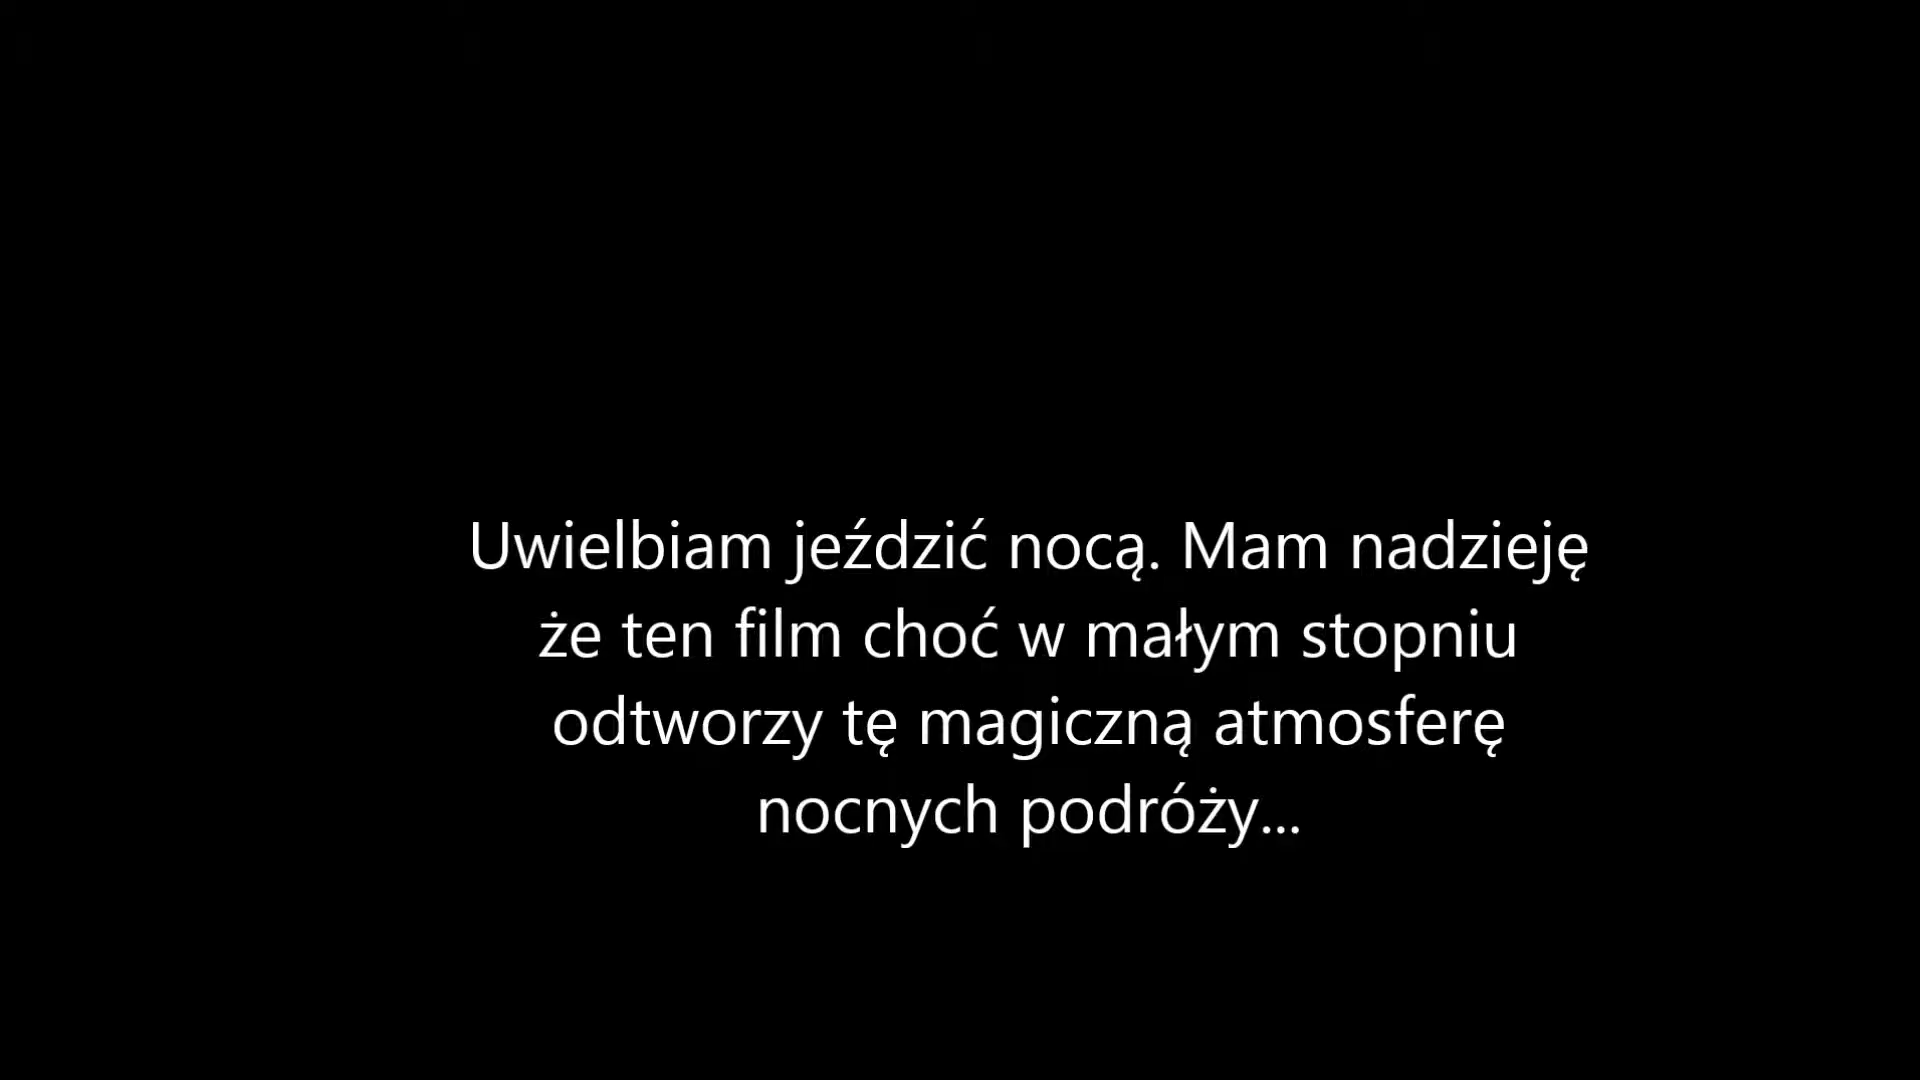 Uwielbiam jeździć nocą. Mam nadzieję
że ten film choć w małym stopniu
odtworzy tę magiczną atmosferę
nocnych podróży...